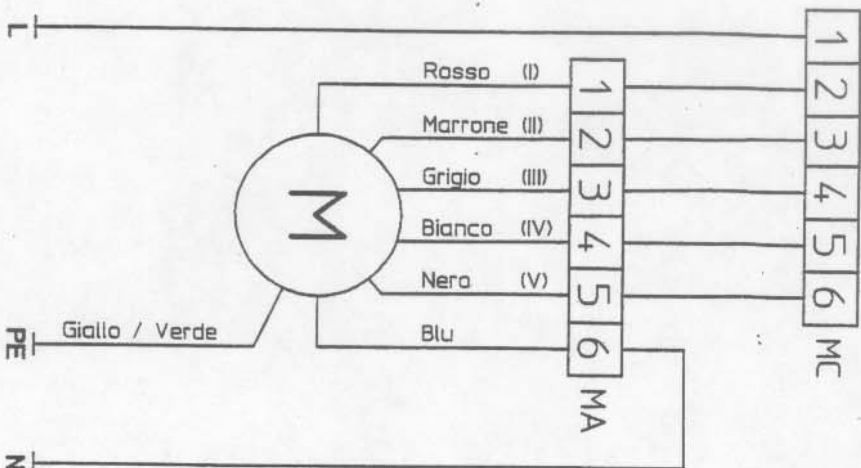 L
1
2
3
4
5
6
MC
Rosso (I)
Marrone (II)
Grigio (III)
Bianco (IV)
Nero (V)
Blu
1
2
3
4
5
6
MA
M
Giallo / Verde
PE
N